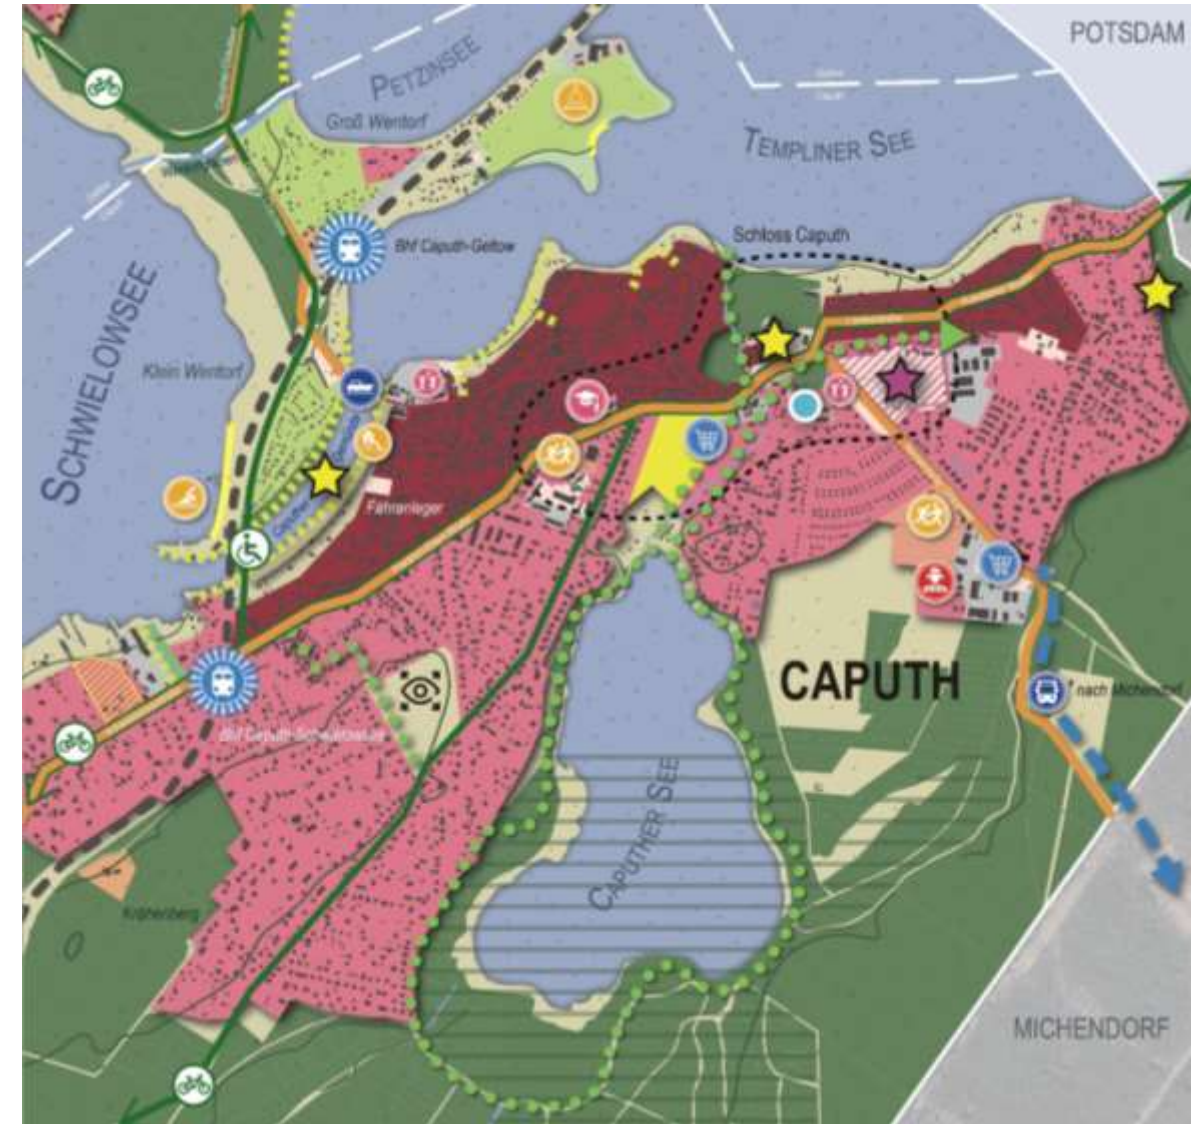 POTSDAM
PETZINSEE
Groß Wentorf
TEMPLINER SEE
Schloss Caputh
Bhf Caputh-Geltow
SCHWIELOWSEE
Klein Wentorf
Fähranleger
CAPUTH
nach Michendorf
Bhf Caputh-Schwielowsee
CAPUTHER SEE
Krähenberg
MICHENDORF